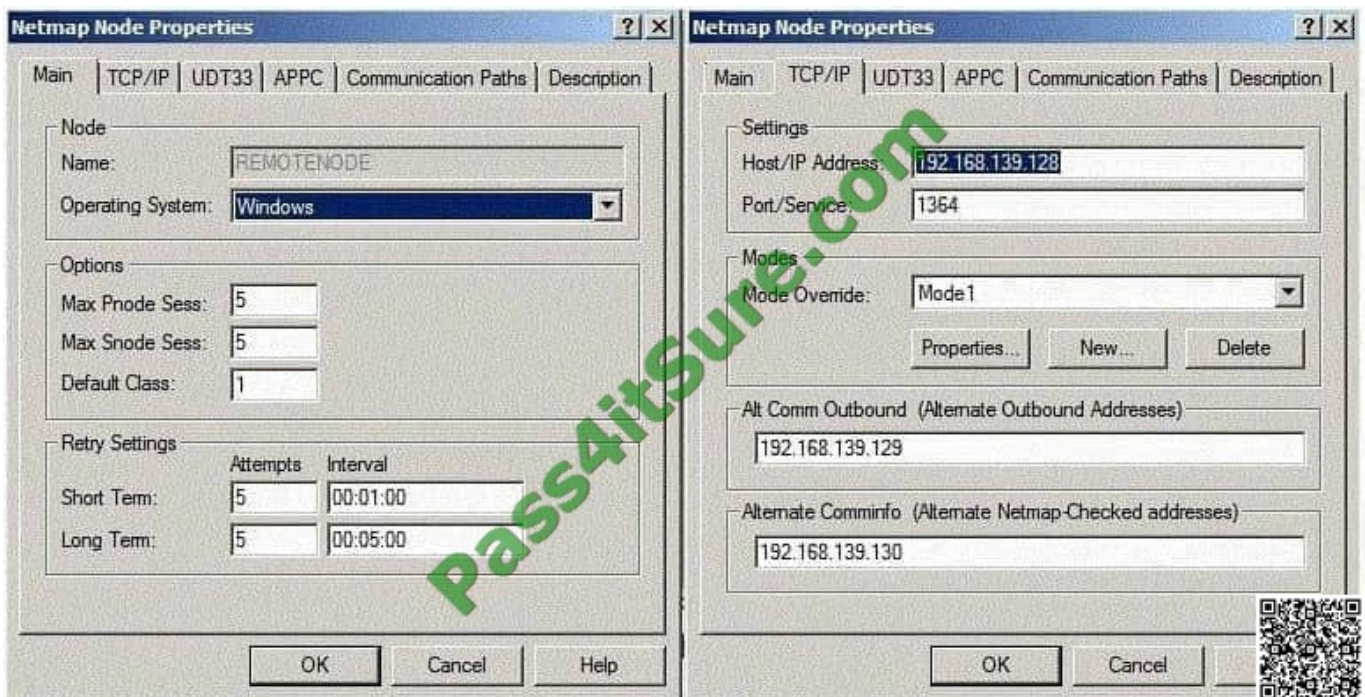 Netmap Node Properties
Main TCP/IP UDT33 APPC Communication Paths Description
Node
Name: REMOTENODE
Operating System: Windows
Options
Max Pnode Sess: 5
Max Snode Sess: 5
Default Class: 1
Retry Settings
Attempts Interval
Short Term: 5 00:01:00
Long Term: 5 00:05:00
OK Cancel Help
Netmap Node Properties
Main TCP/IP UDT33 APPC Communication Paths Description
Settings
Host/IP Address: 192.168.139.128
Port/Service: 1364
Modes
Mode Override: Mode1
Properties... New... Delete
Alt Comm Outbound (Alternate Outbound Addresses)
192.168.139.129
Alternate Comminfo (Alternate Netmap-Checked addresses)
192.168.139.130
OK Cancel
Pass4itSure.com